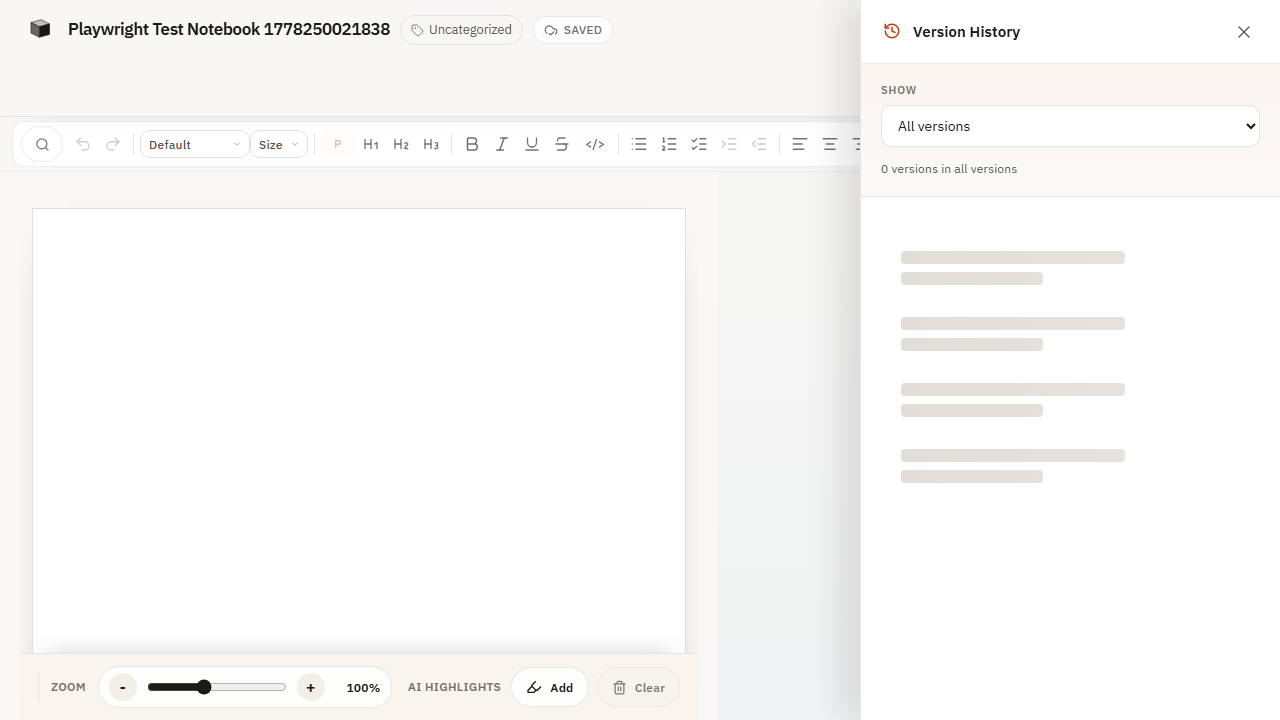 Playwright Test Notebook 1778250021838
Uncategorized
SAVED
Version History
SHOW
All versions
0 versions in all versions
Default
Size
P
H1
H2
H3
B
I
U
S
</>
ZOOM
-
+
100%
AI HIGHLIGHTS
Add
Clear